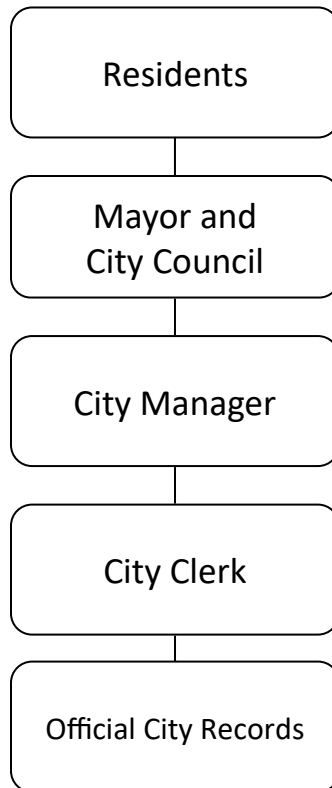 Residents
Mayor and
City Council
City Manager
City Clerk
Official City Records